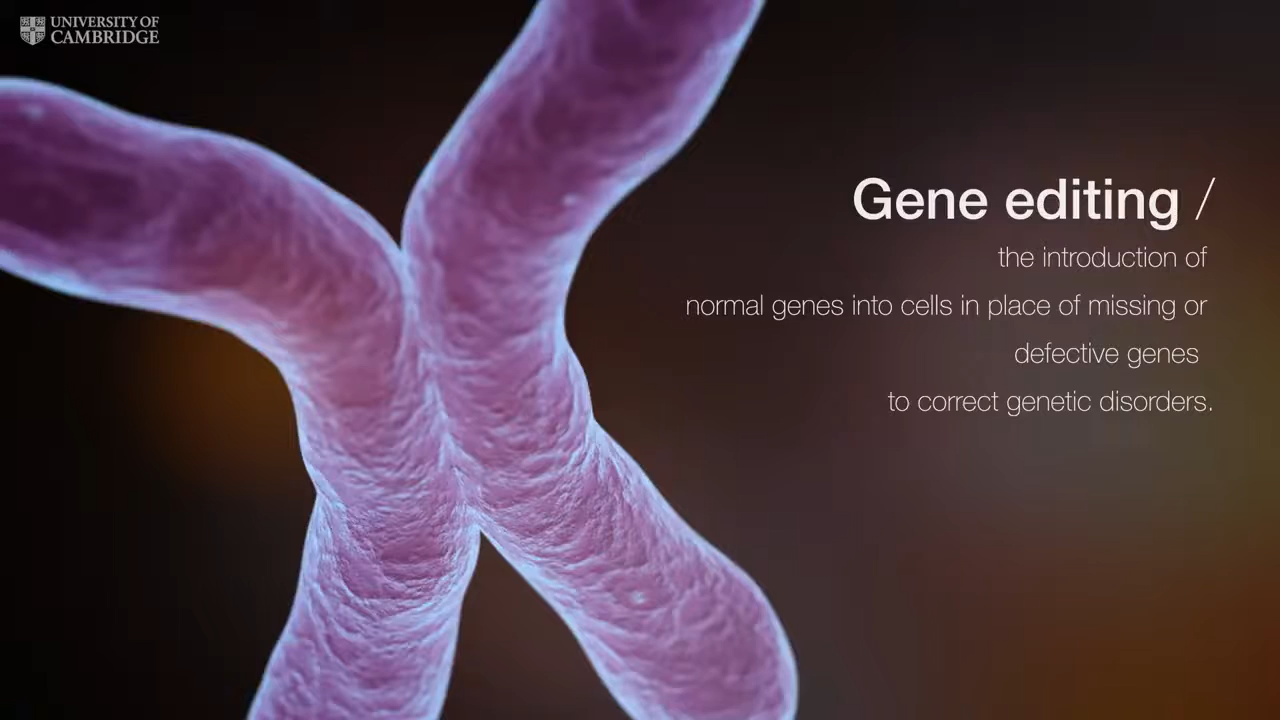 UNIVERSITY OF
CAMBRIDGE
Gene editing /
the introduction of
normal genes into cells in place of missing or
defective genes
to correct genetic disorders.